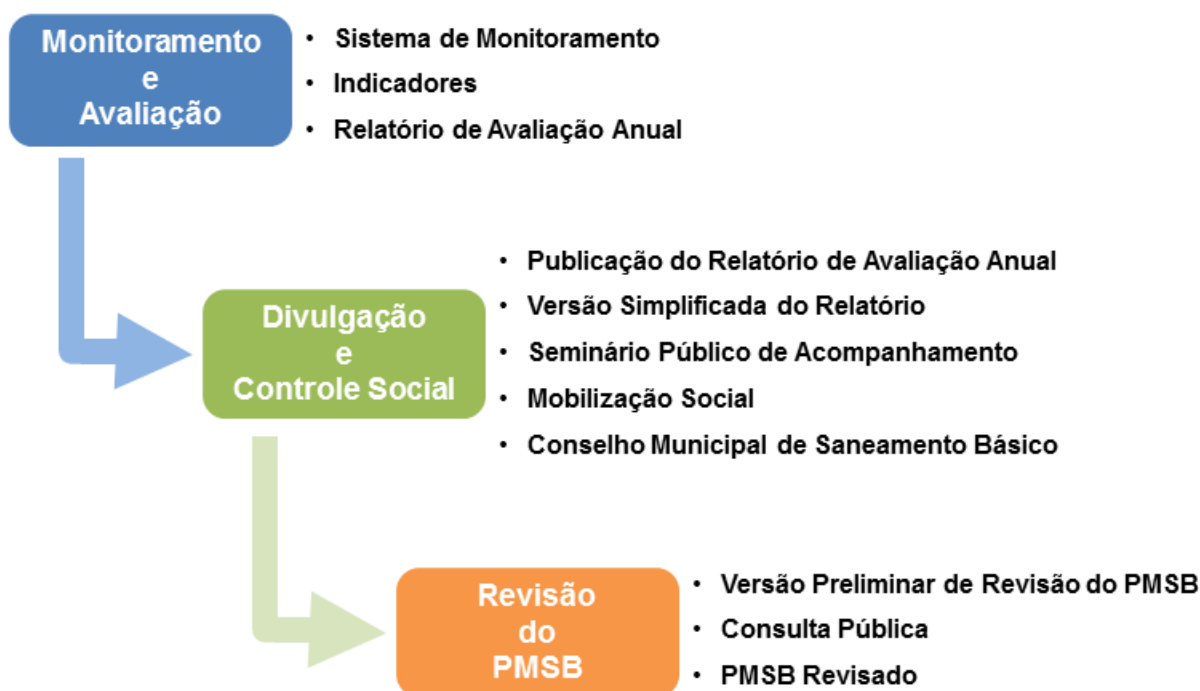 Monitoramento
e
Avaliação
• Sistema de Monitoramento
• Indicadores
• Relatório de Avaliação Anual
Divulgação
e
Controle Social
• Publicação do Relatório de Avaliação Anual
• Versão Simplificada do Relatório
• Seminário Público de Acompanhamento
• Mobilização Social
• Conselho Municipal de Saneamento Básico
Revisão
do
PMSB
• Versão Preliminar de Revisão do PMSB
• Consulta Pública
• PMSB Revisado